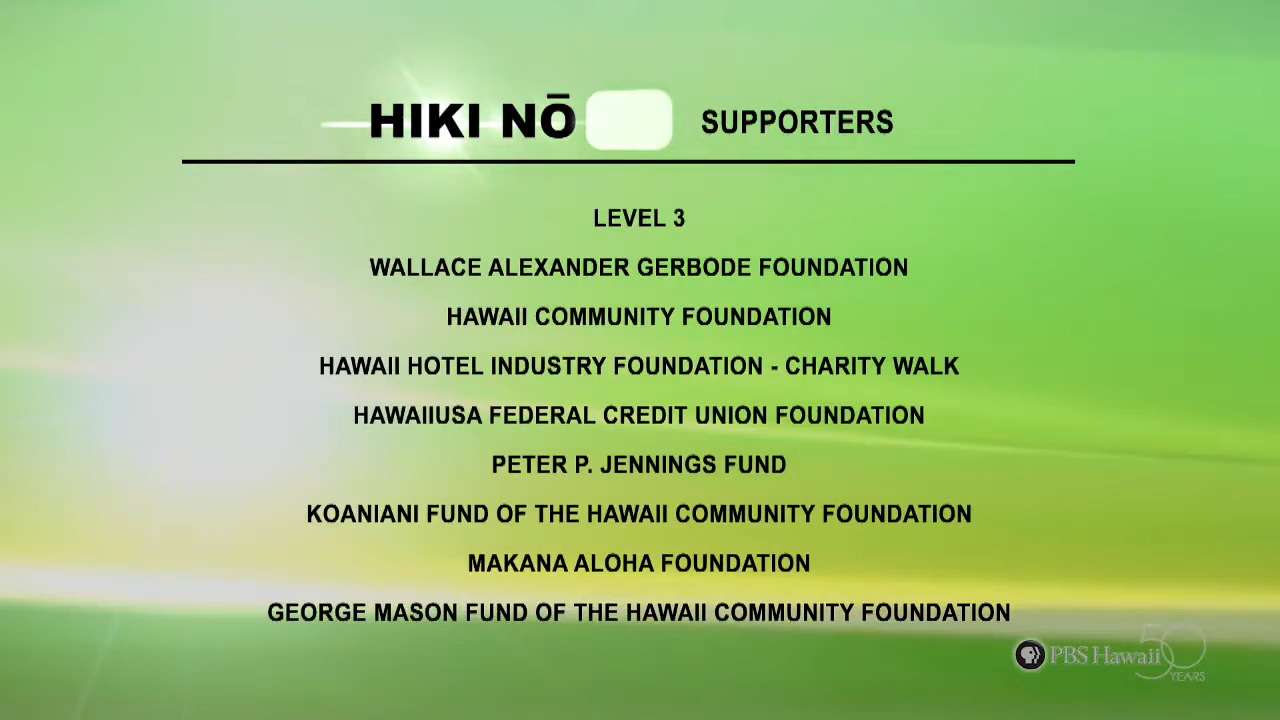 HIKI NŌ SUPPORTERS
LEVEL 3
WALLACE ALEXANDER GERBODE FOUNDATION
HAWAII COMMUNITY FOUNDATION
HAWAII HOTEL INDUSTRY FOUNDATION - CHARITY WALK
HAWAIIUSA FEDERAL CREDIT UNION FOUNDATION
PETER P. JENNINGS FUND
KOANIANI FUND OF THE HAWAII COMMUNITY FOUNDATION
MAKANA ALOHA FOUNDATION
GEORGE MASON FUND OF THE HAWAII COMMUNITY FOUNDATION
PBS Hawaii 50
YEARS